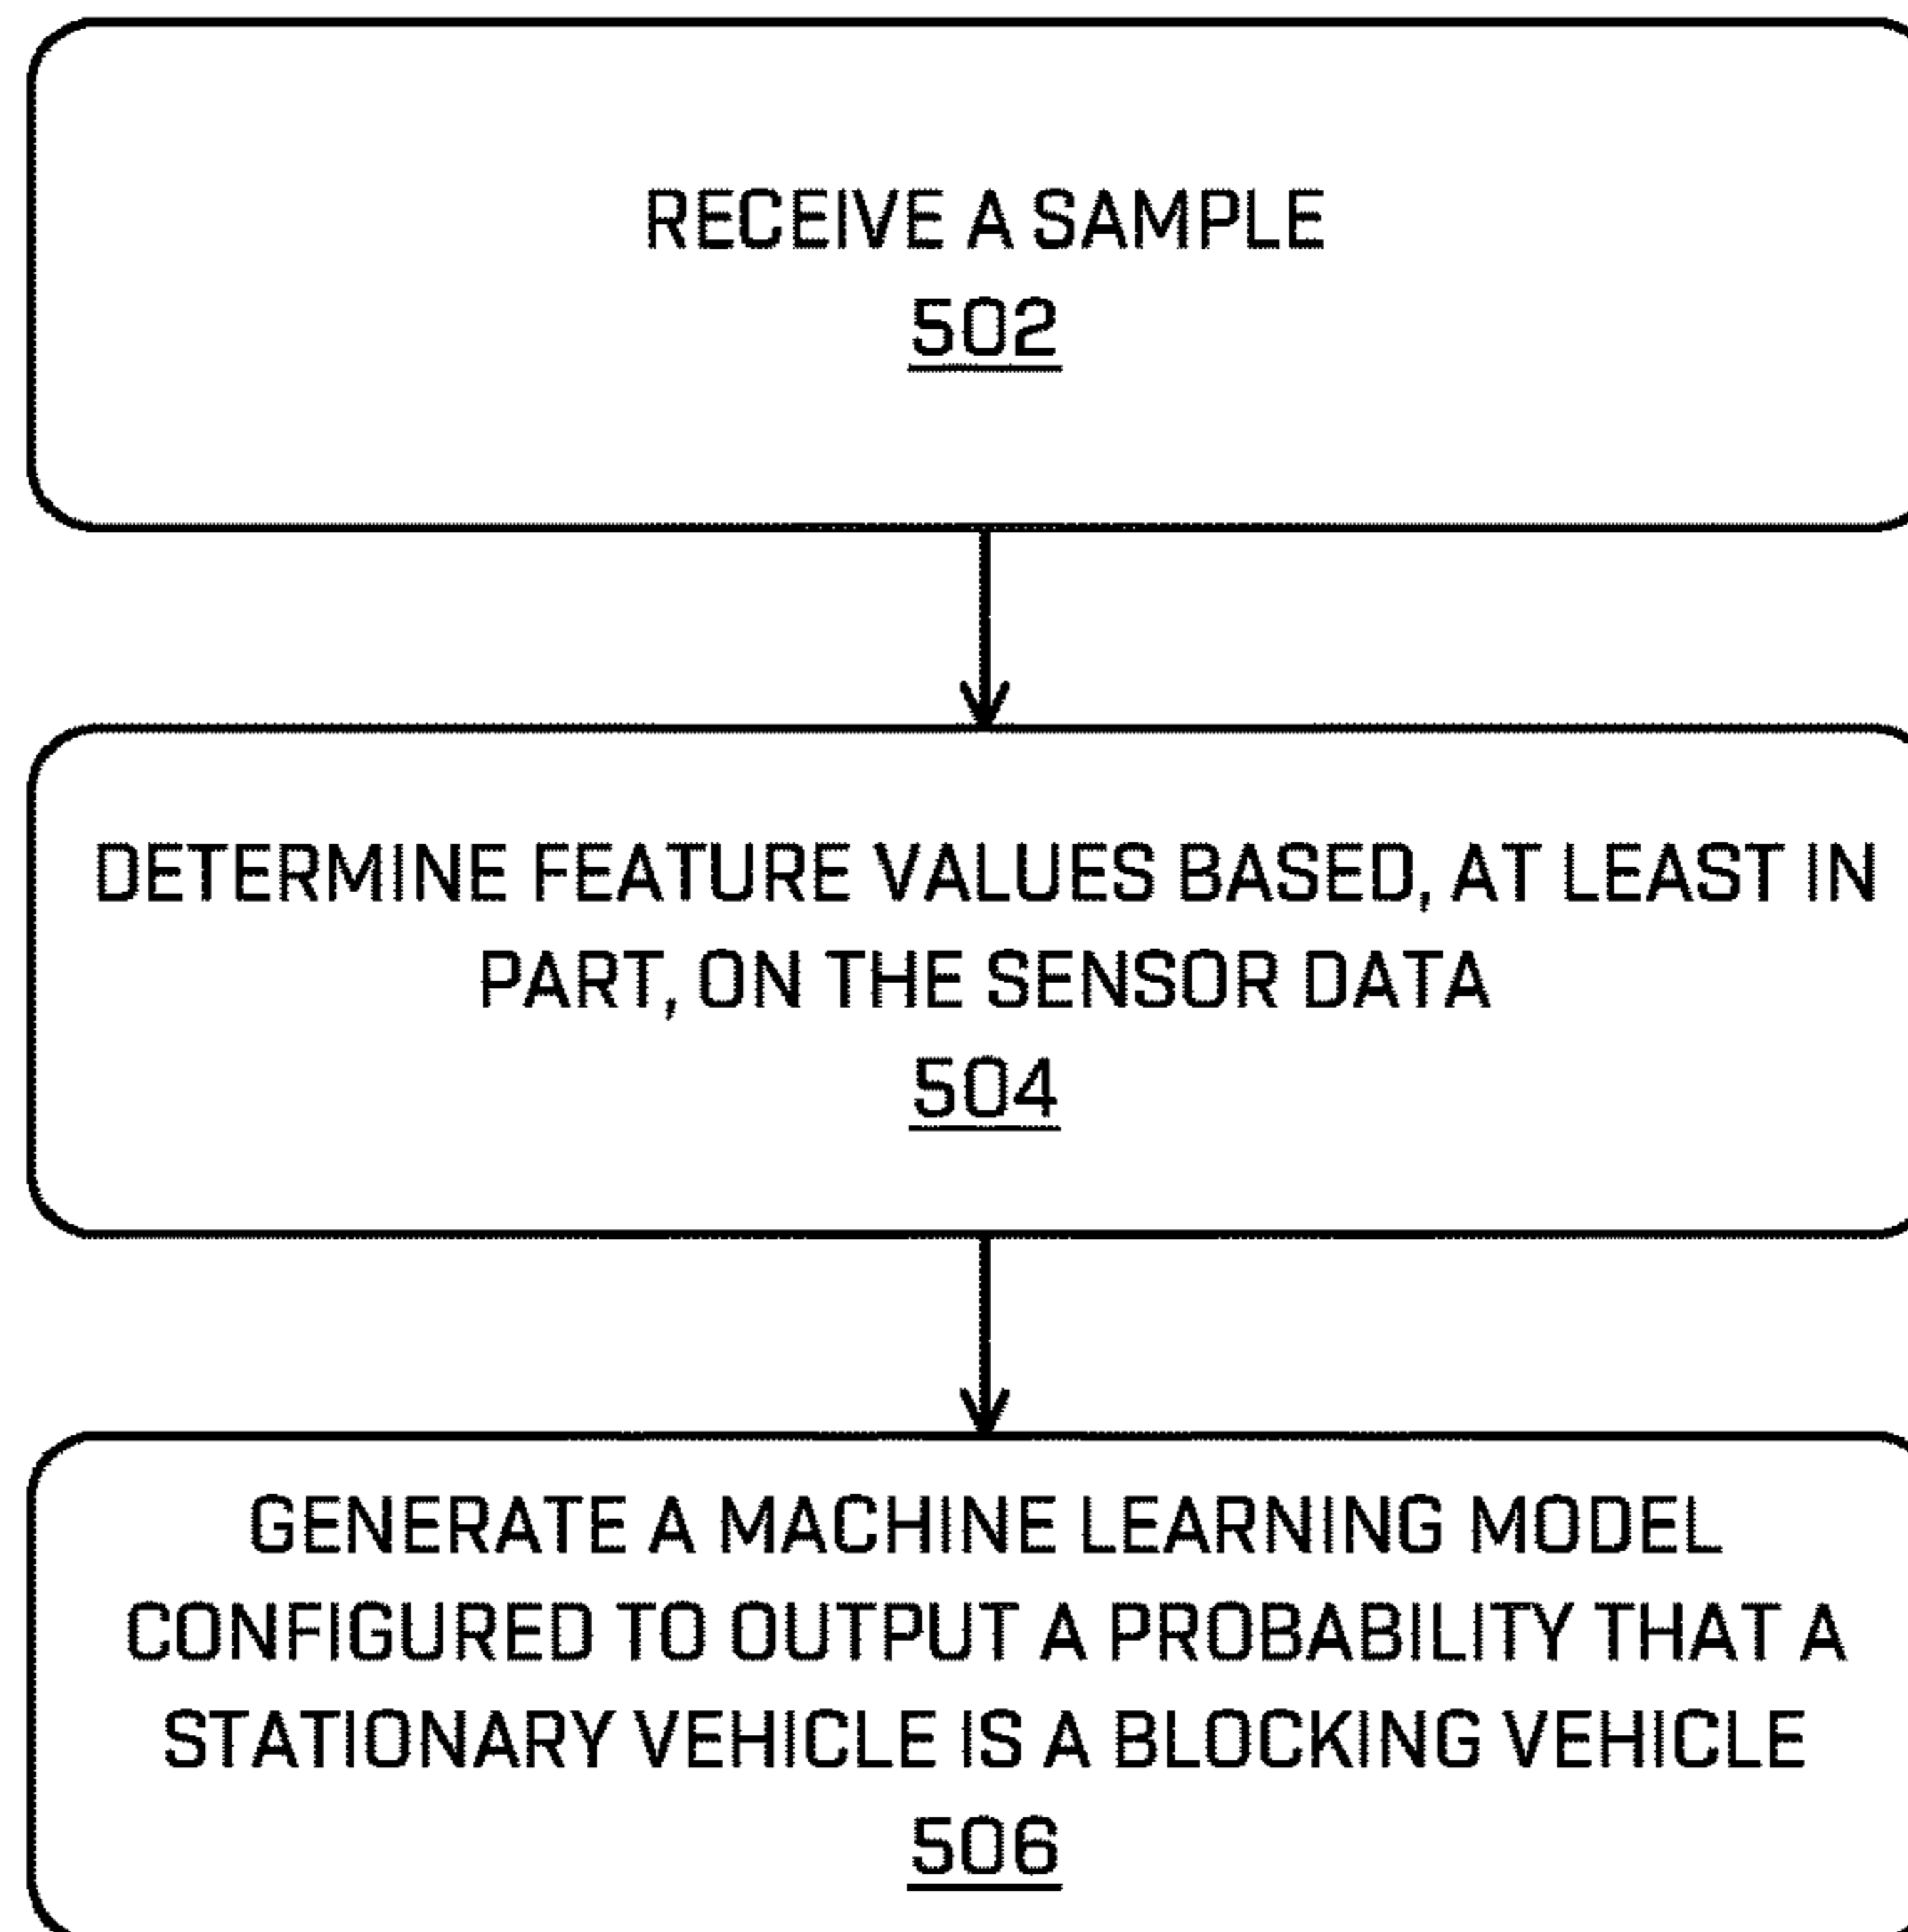 RECEIVE A SAMPLE
502
DETERMINE FEATURE VALUES BASED, AT LEAST IN
PART, ON THE SENSOR DATA
504
GENERATE A MACHINE LEARNING MODEL
CONFIGURED TO OUTPUT A PROBABILITY THAT A
STATIONARY VEHICLE IS A BLOCKING VEHICLE
506